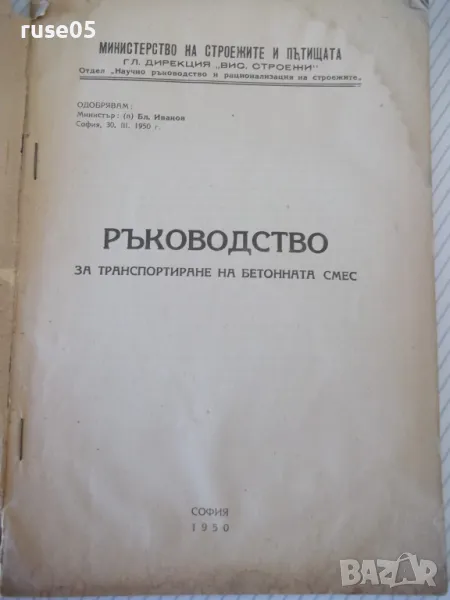 ruse05
МИНИСТЕРСТВО НА СТРОЕЖИТЕ И ПЪТИЩАТА
ГЛ. ДИРЕКЦИЯ „ВИС. СТРОЕЖИ"
Отдел „Научно ръководство и рационализация на строежите„
ОДОБРЯВАМ:
Министър: (п) Бл. Иванов
София, 30. III. 1950 г.
РЪКОВОДСТВО
ЗА ТРАНСПОРТИРАНЕ НА БЕТОННАТА СМЕС
СОФИЯ
1950
BAZAR